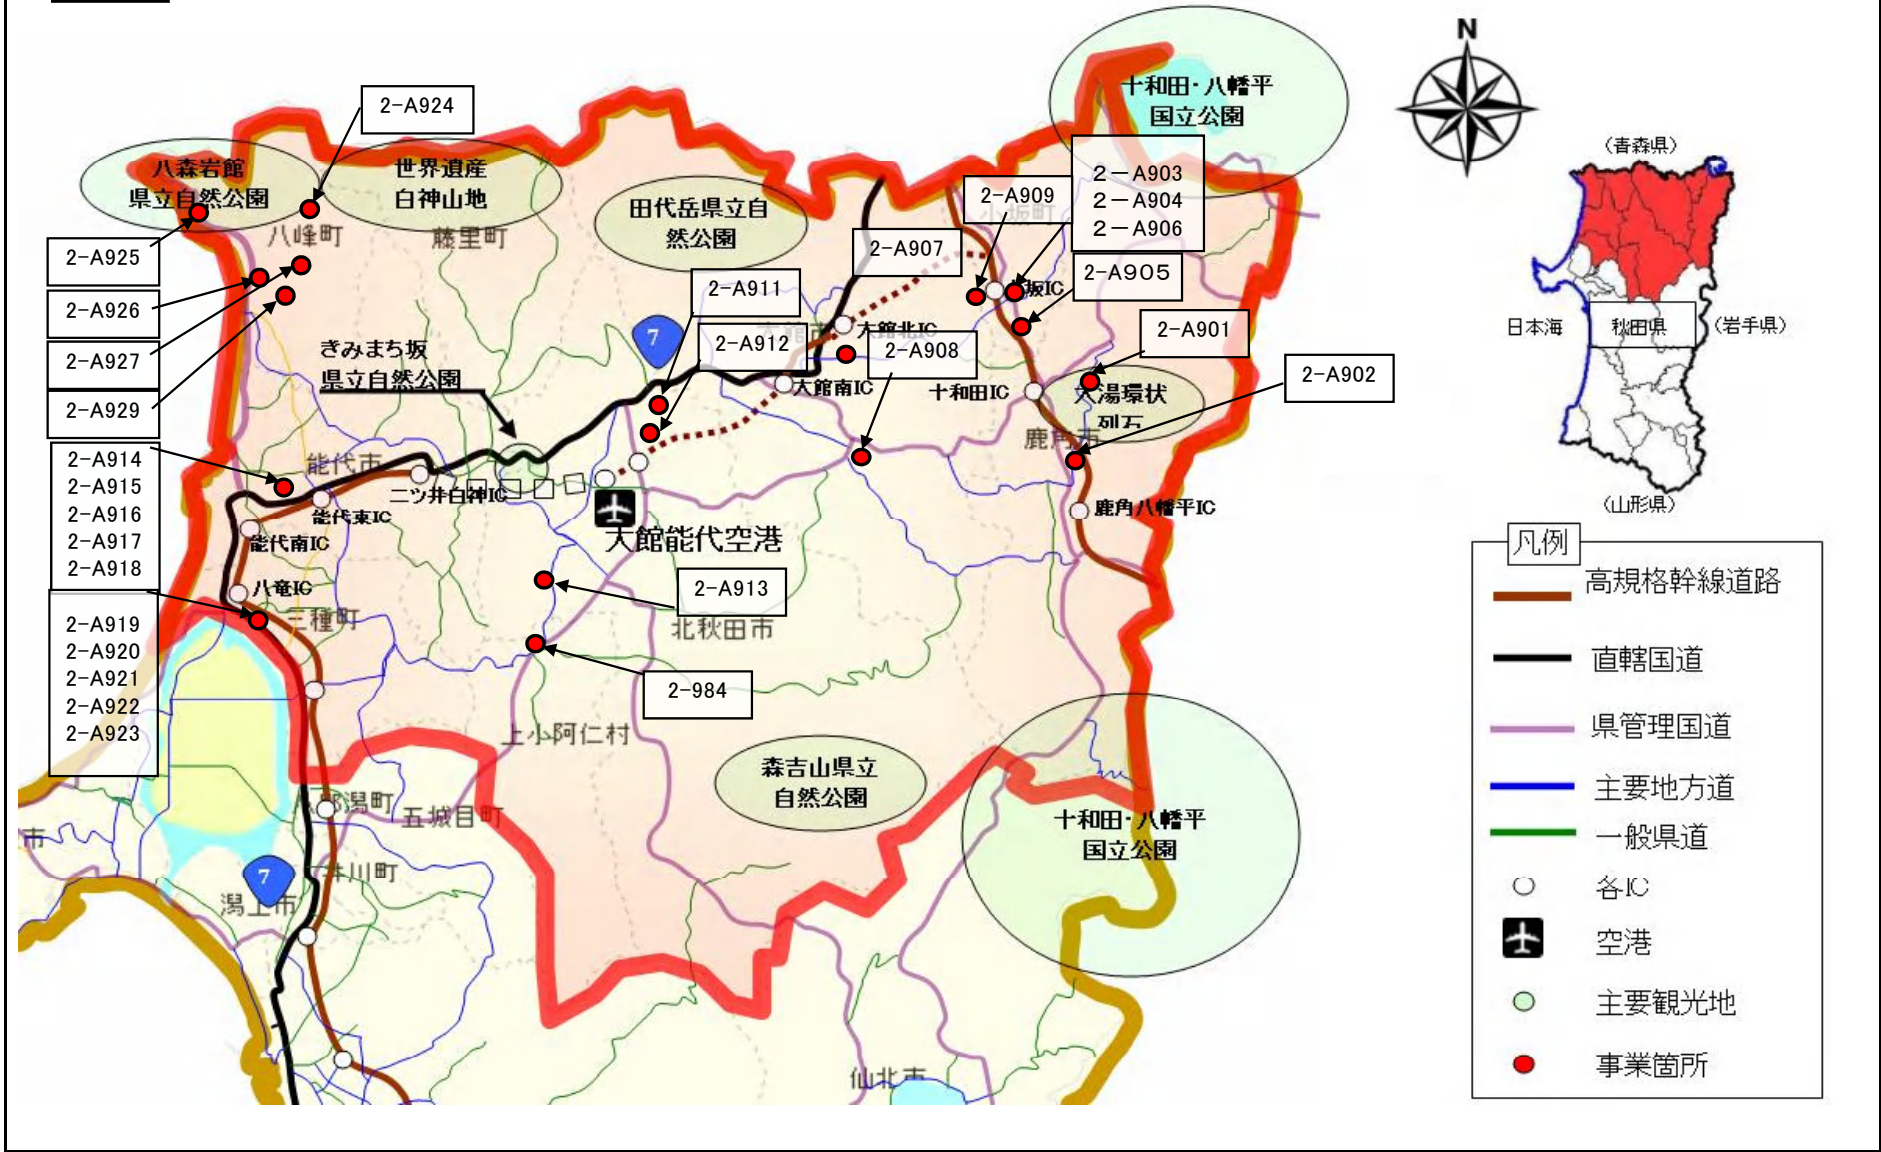 2-A924
十和田・八幡平
国立公園
N
八森岩館
県立自然公園
世界遺産
白神山地
田代岳県立自
然公園
2-A909
2－A903
2－A904
2－A906
小坂町
八峰町
藤里町
2-A907
2-A905
2-A925
2-A926
2-A927
2-A929
2-A911
2-A912
坂IC
7
大館北IC
2-A908
2-A901
2-A902
きみまち坂
県立自然公園
大館南IC
十和田IC
大湯環状
列石
鹿角市
2-A914
2-A915
2-A916
2-A917
2-A918
能代市
二ツ井白神IC
能代東IC
能代南IC
鹿角八幡平IC
大館能代空港
八竜IC
三種町
2-A913
北秋田市
2-A919
2-A920
2-A921
2-A922
2-A923
2-984
上小阿仁村
森吉山県立
自然公園
十和田・八幡平
国立公園
八郎潟町
五城目町
市
井川町
7
潟上市
仙北市
(青森県)
日本海
秋田県
(岩手県)
(山形県)
凡例
高規格幹線道路
直轄国道
県管理国道
主要地方道
一般県道
各IC
空港
主要観光地
事業箇所